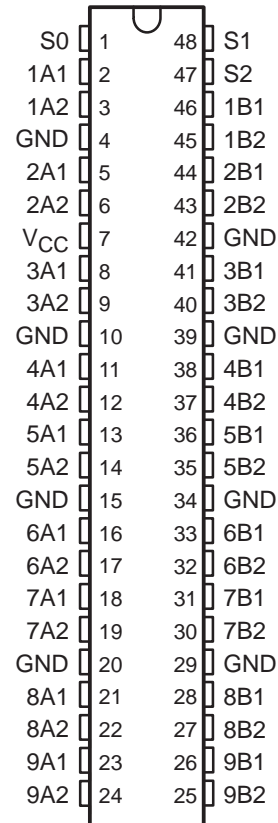 S0 1 48 S1
1A1 2 47 S2
1A2 3 46 1B1
GND 4 45 1B2
2A1 5 44 2B1
2A2 6 43 2B2
VCC 7 42 GND
3A1 8 41 3B1
3A2 9 40 3B2
GND 10 39 GND
4A1 11 38 4B1
4A2 12 37 4B2
5A1 13 36 5B1
5A2 14 35 5B2
GND 15 34 GND
6A1 16 33 6B1
6A2 17 32 6B2
7A1 18 31 7B1
7A2 19 30 7B2
GND 20 29 GND
8A1 21 28 8B1
8A2 22 27 8B2
9A1 23 26 9B1
9A2 24 25 9B2